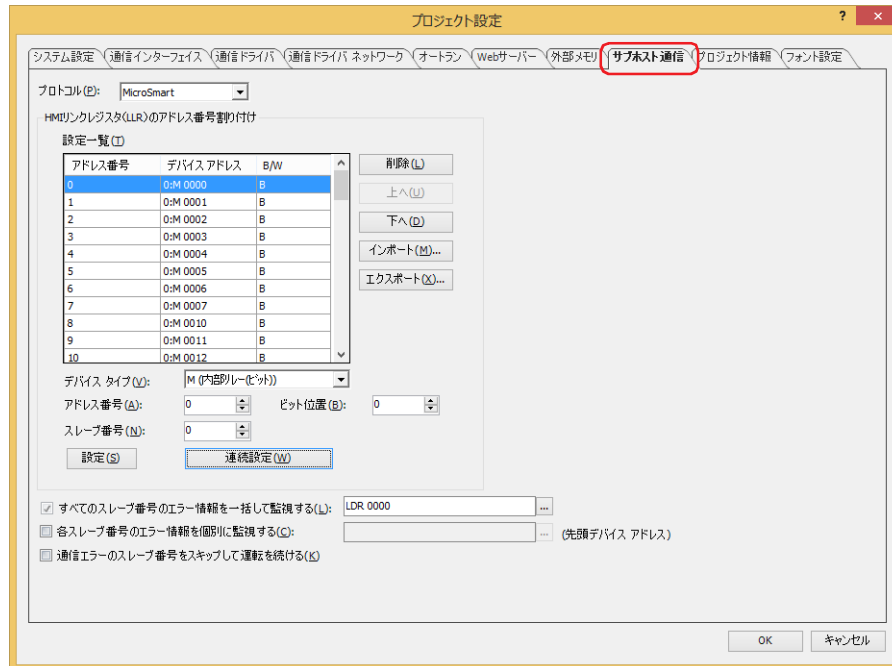 プロジェクト設定
? ×
システム設定 通信インターフェイス 通信ドライバ 通信ドライバ ネットワーク オートラン Webサーバー 外部メモリ サブホスト通信 プロジェクト情報 フォント設定
プロトコル(P): MicroSmart
HMIリンクレジスタ(LLR)のアドレス番号割り付け
設定一覧(T)
アドレス番号 デバイス アドレス B/W
0 0:M 0000 B
1 0:M 0001 B
2 0:M 0002 B
3 0:M 0003 B
4 0:M 0004 B
5 0:M 0005 B
6 0:M 0006 B
7 0:M 0007 B
8 0:M 0010 B
9 0:M 0011 B
10 0:M 0012 B
削除(L)
上へ(U)
下へ(D)
インポート(M)...
エクスポート(X)...
デバイス タイプ(V): M (内部リレー(ビット))
アドレス番号(A): 0 ビット位置(B): 0
スレーブ番号(N): 0
設定(S) 連続設定(W)
すべてのスレーブ番号のエラー情報を一括して監視する(L): LDR 0000 ...
各スレーブ番号のエラー情報を個別に監視する(C): ... (先頭デバイス アドレス)
通信エラーのスレーブ番号をスキップして運転を続ける(K)
OK キャンセル